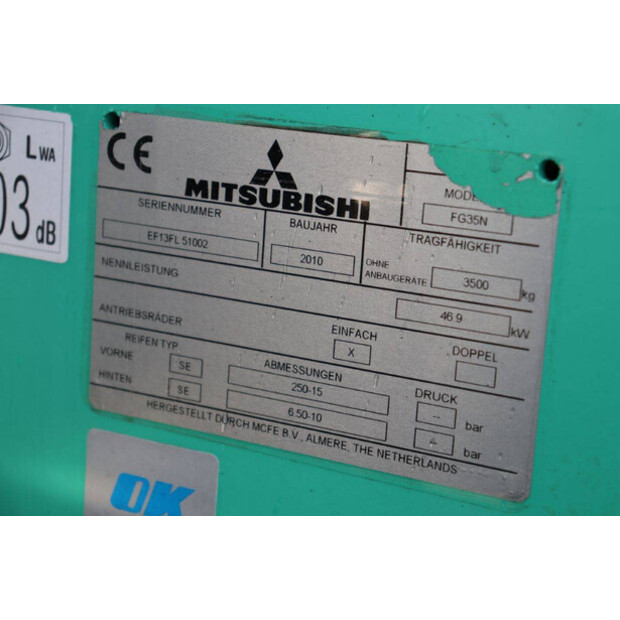 LWA
03 dB
CE
MITSUBISHI
MODE
FG35N
SERIENNUMMER
EF13FL 51002
BAUJAHR
2010
TRAGFÄHIGKEIT
OHNE
ANBAUGERÄTE 3500 kg
NENNLEISTUNG 46.9 kW
ANTRIEBSRÄDER EINFACH X DOPPEL
REIFEN TYP ABMESSUNGEN DRUCK
VORNE SE 250-15 -- bar
HINTEN SE 6.50-10 -- bar
HERGESTELLT DURCH MCFE B.V., ALMERE, THE NETHERLANDS
OK